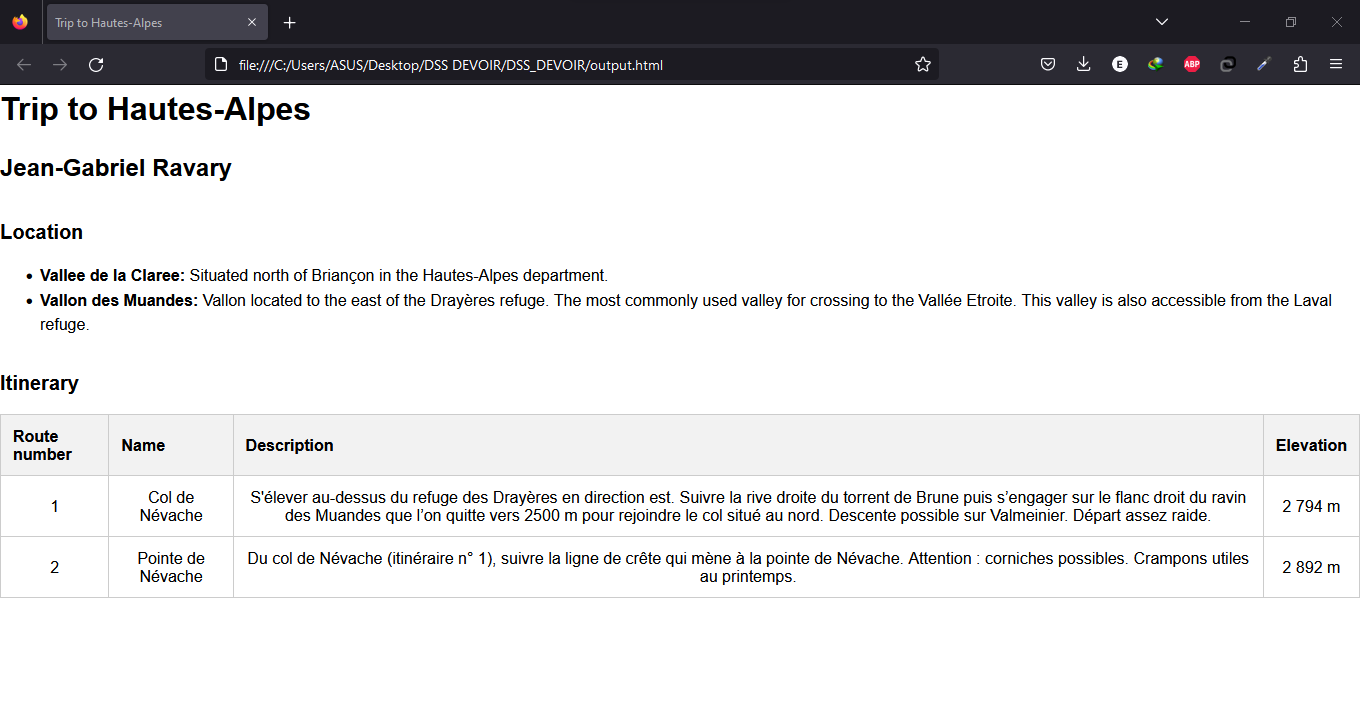 Trip to Hautes-Alpes
file:///C:/Users/ASUS/Desktop/DSS DEVOIR/DSS_DEVOIR/output.html
E
ABP
Trip to Hautes-Alpes
Jean-Gabriel Ravary
Location
• Vallee de la Claree: Situated north of Briançon in the Hautes-Alpes department.
• Vallon des Muandes: Vallon located to the east of the Drayères refuge. The most commonly used valley for crossing to the Vallée Etroite. This valley is also accessible from the Laval
refuge.
Itinerary
Route
number
Name
Description
Elevation
1
Col de
Névache
S'élever au-dessus du refuge des Drayères en direction est. Suivre la rive droite du torrent de Brune puis s’engager sur le flanc droit du ravin
des Muandes que l’on quitte vers 2500 m pour rejoindre le col situé au nord. Descente possible sur Valmeinier. Départ assez raide.
2 794 m
2
Pointe de
Névache
Du col de Névache (itinéraire n° 1), suivre la ligne de crête qui mène à la pointe de Névache. Attention : corniches possibles. Crampons utiles
au printemps.
2 892 m